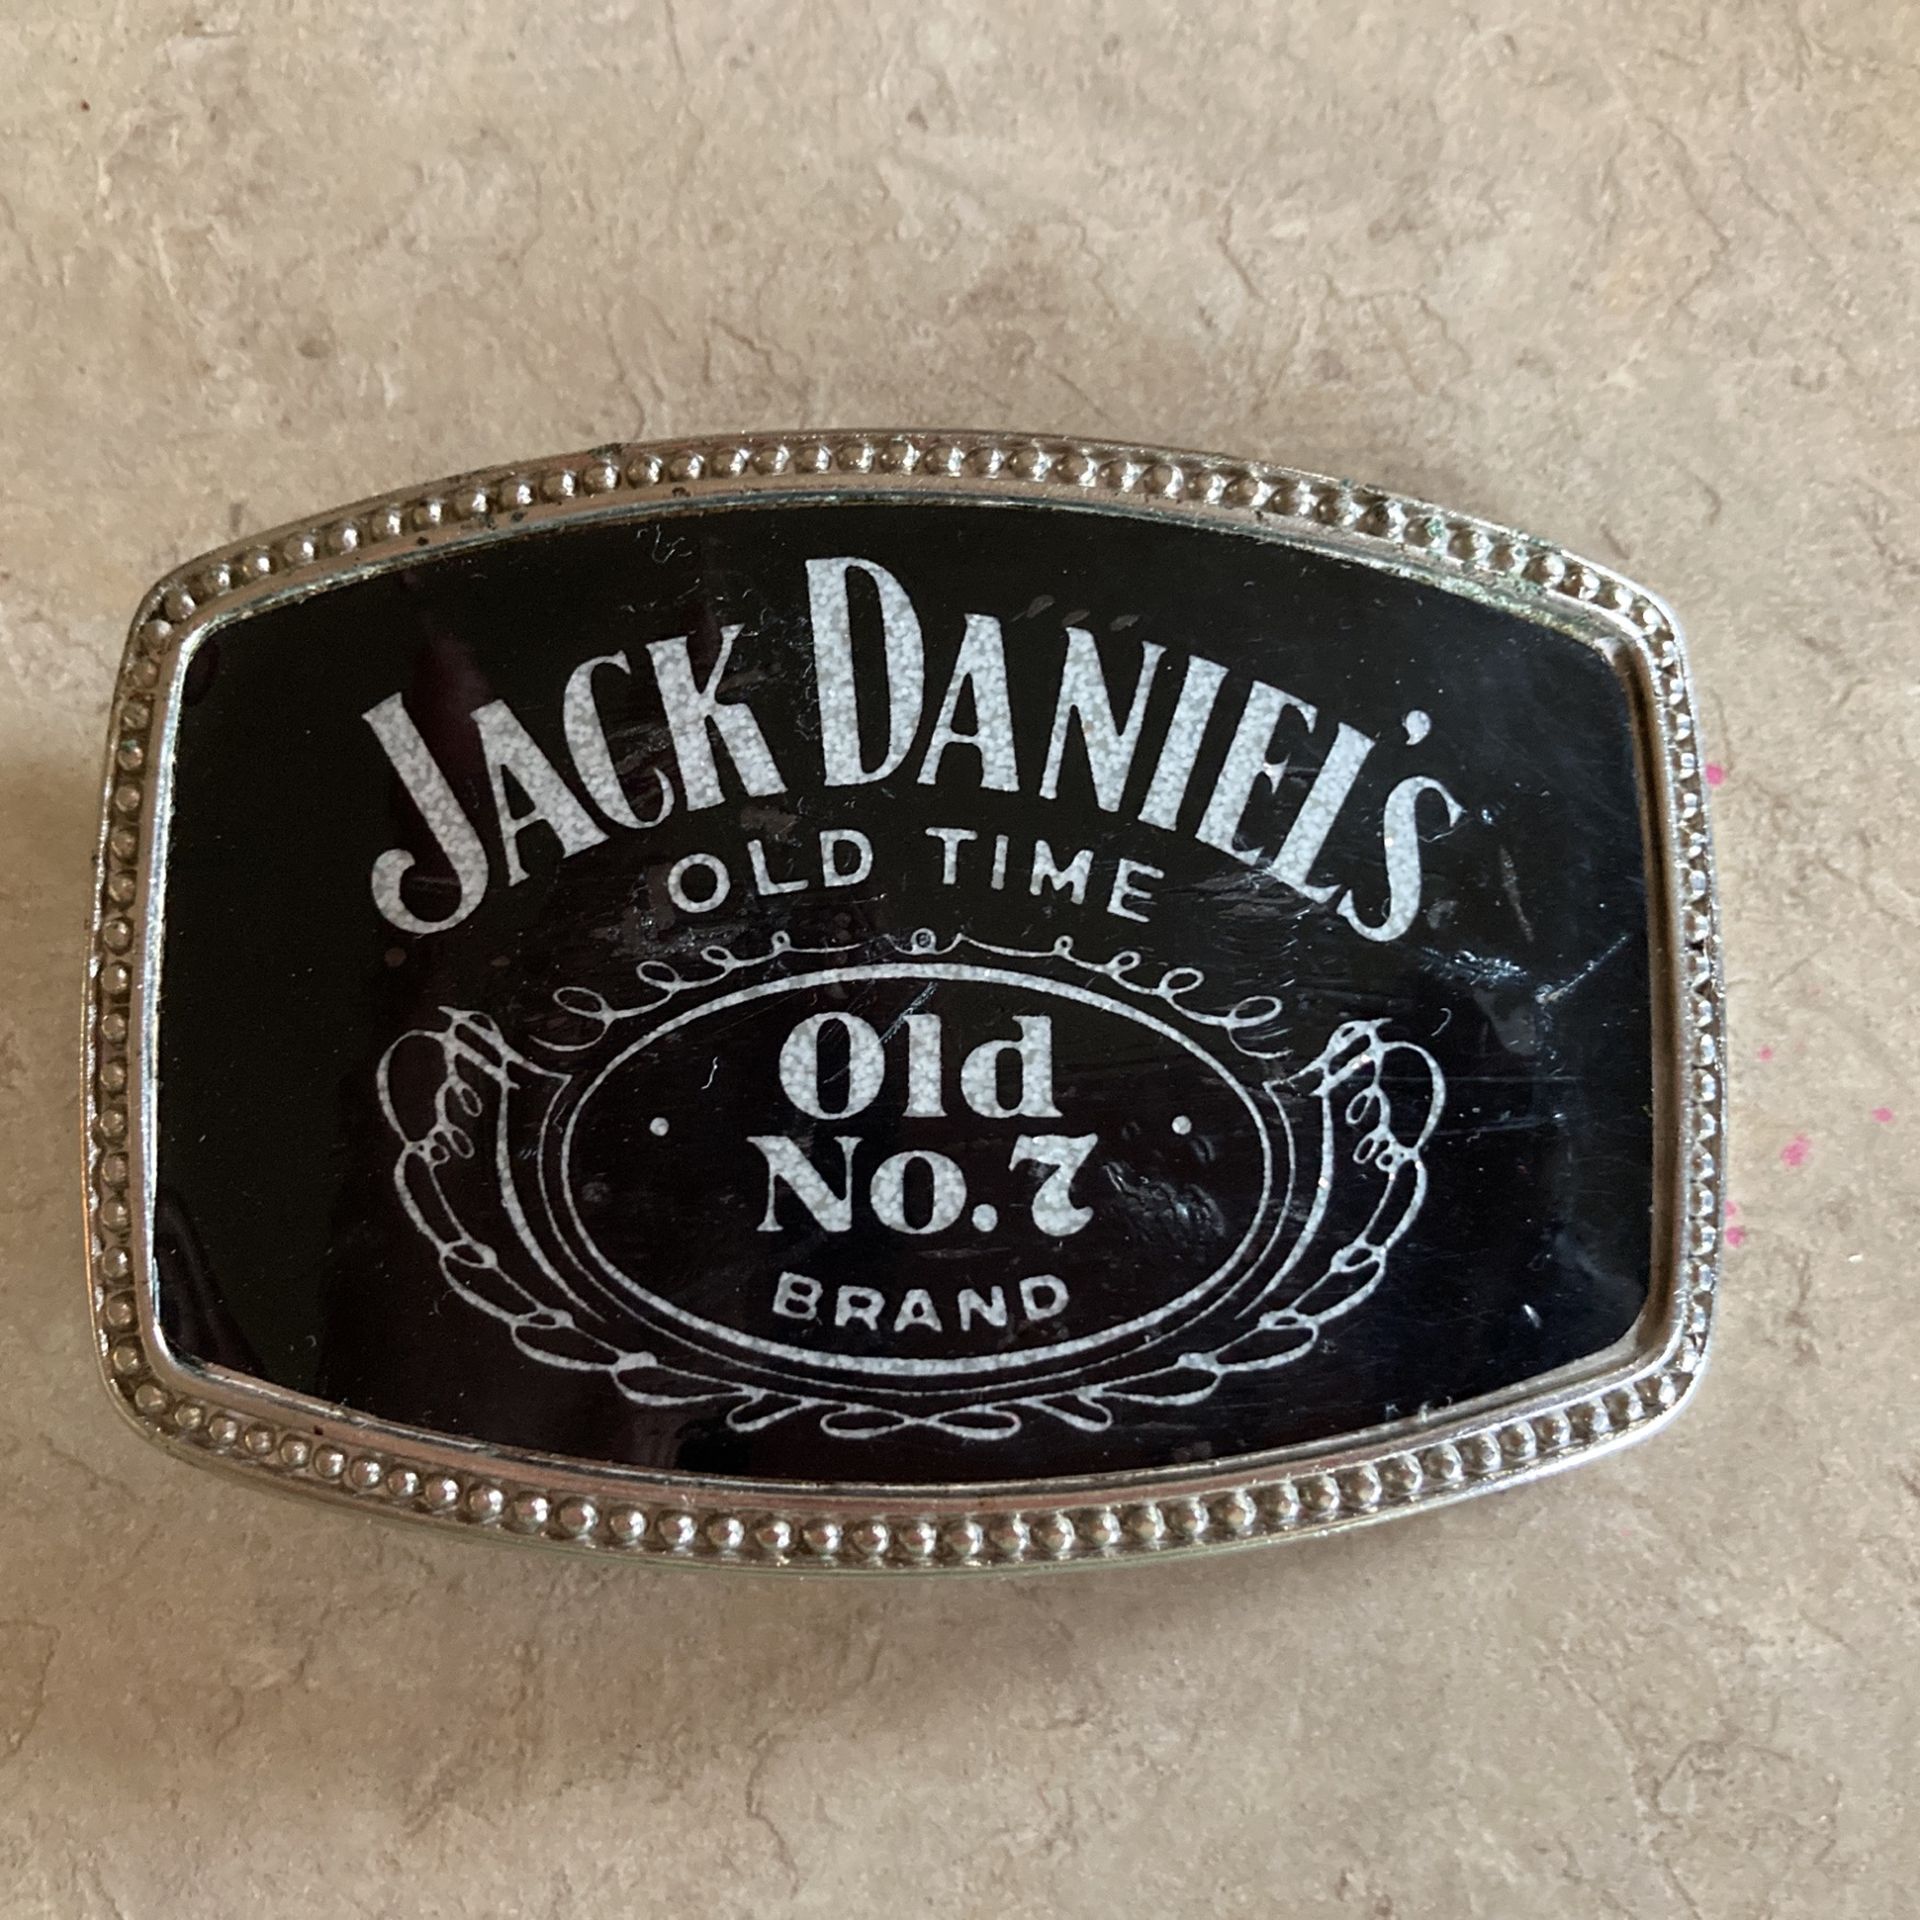 JACK DANIEL'S
OLD TIME
Old
No.7
BRAND